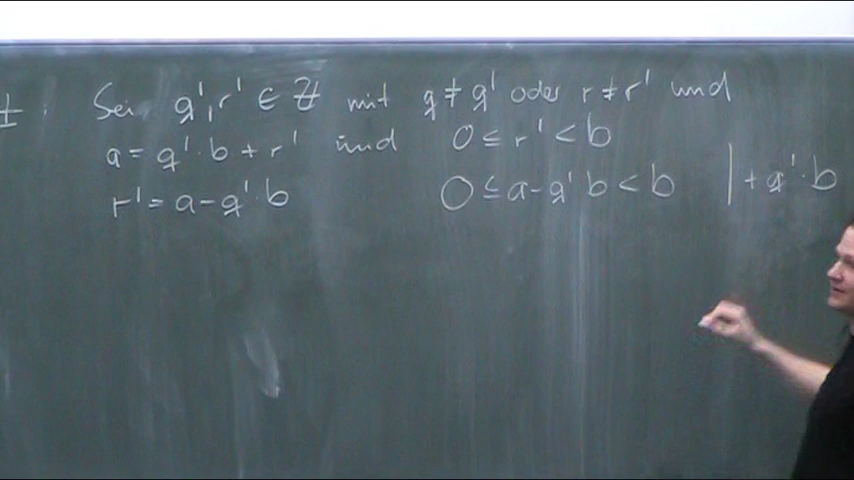 Sei q', r' ∈ ℤ mit q ≠ q' oder r ≠ r' und
a = q' · b + r' und 0 ≤ r' < b
r' = a - q' · b 0 ≤ a - q' b < b | + q' · b